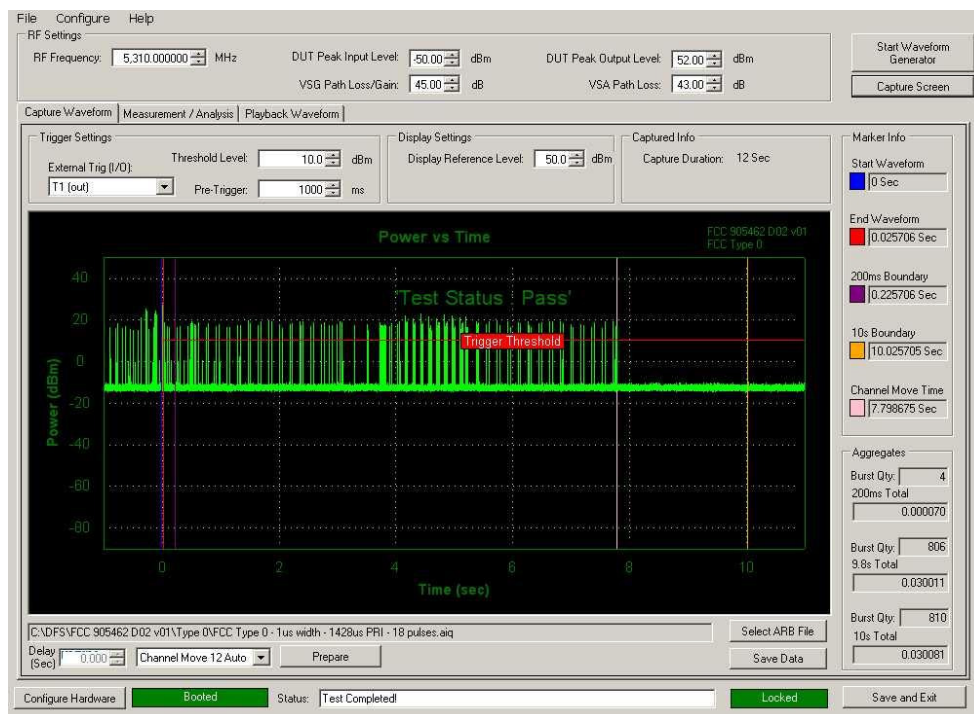 File Configure Help
RF Settings
RF Frequency: 5,310.000000 MHz
DUT Peak Input Level: -50.00 dBm
DUT Peak Output Level: 52.00 dBm
VSG Path Loss/Gain: 45.00 dB
VSA Path Loss: 43.00 dB
Start Waveform
Generator
Capture Screen
Capture Waveform Measurement / Analysis Playback Waveform
Trigger Settings
External Trig (I/O):
T1 (out)
Threshold Level: 10.0 dBm
Pre-Trigger: 1000 ms
Display Settings
Display Reference Level: 50.0 dBm
Captured Info
Capture Duration: 12 Sec
Power vs Time
FCC 905462 D02 v01
FCC Type 0
'Test Status : Pass'
Trigger Threshold
Power (dBm)
40
20
0
-20
-40
-60
-80
0 2 4 6 8 10
Time (sec)
Marker Info
Start Waveform
0 Sec
End Waveform
0.025706 Sec
200ms Boundary
0.225706 Sec
10s Boundary
10.025705 Sec
Channel Move Time
7.798675 Sec
Aggregates
Burst Qty: 4
200ms Total
0.000070
Burst Qty: 806
9.8s Total
0.030011
Burst Qty: 810
10s Total
0.030081
C:\DFS\FCC 905462 D02 v01\Type 0\FCC Type 0 - 1us width - 1428us PRI - 18 pulses.aiq
Select ARB File
Delay
(Sec) 0.000 Channel Move 12 Auto Prepare
Save Data
Configure Hardware Booted Status: Test Completed! Locked Save and Exit